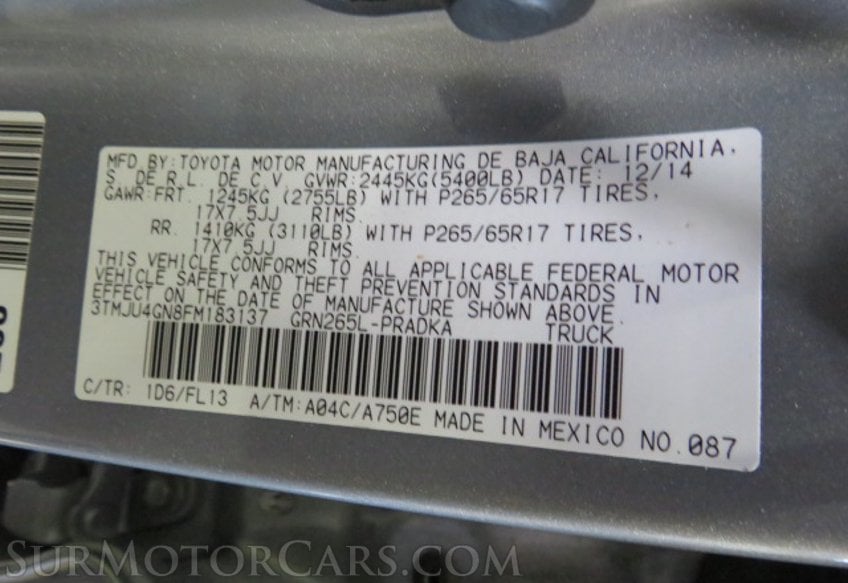 MFD. BY: TOYOTA MOTOR MANUFACTURING DE BAJA CALIFORNIA,
S. DE R.L. DE C.V. GVWR:2445KG(5400LB) DATE: 12/14
GAWR:FRT. 1245KG (2755LB) WITH P265/65R17 TIRES,
17X7.5JJ RIMS.
RR. 1410KG (3110LB) WITH P265/65R17 TIRES,
17X7.5JJ RIMS.
THIS VEHICLE CONFORMS TO ALL APPLICABLE FEDERAL MOTOR
VEHICLE SAFETY AND THEFT PREVENTION STANDARDS IN
EFFECT ON THE DATE OF MANUFACTURE SHOWN ABOVE.
3TMJU4GN8FM183137 GRN265L-PRADKA TRUCK
C/TR: 1D6/FL13 A/TM:A04C/A750E MADE IN MEXICO NO.087
SurMotorCars.com